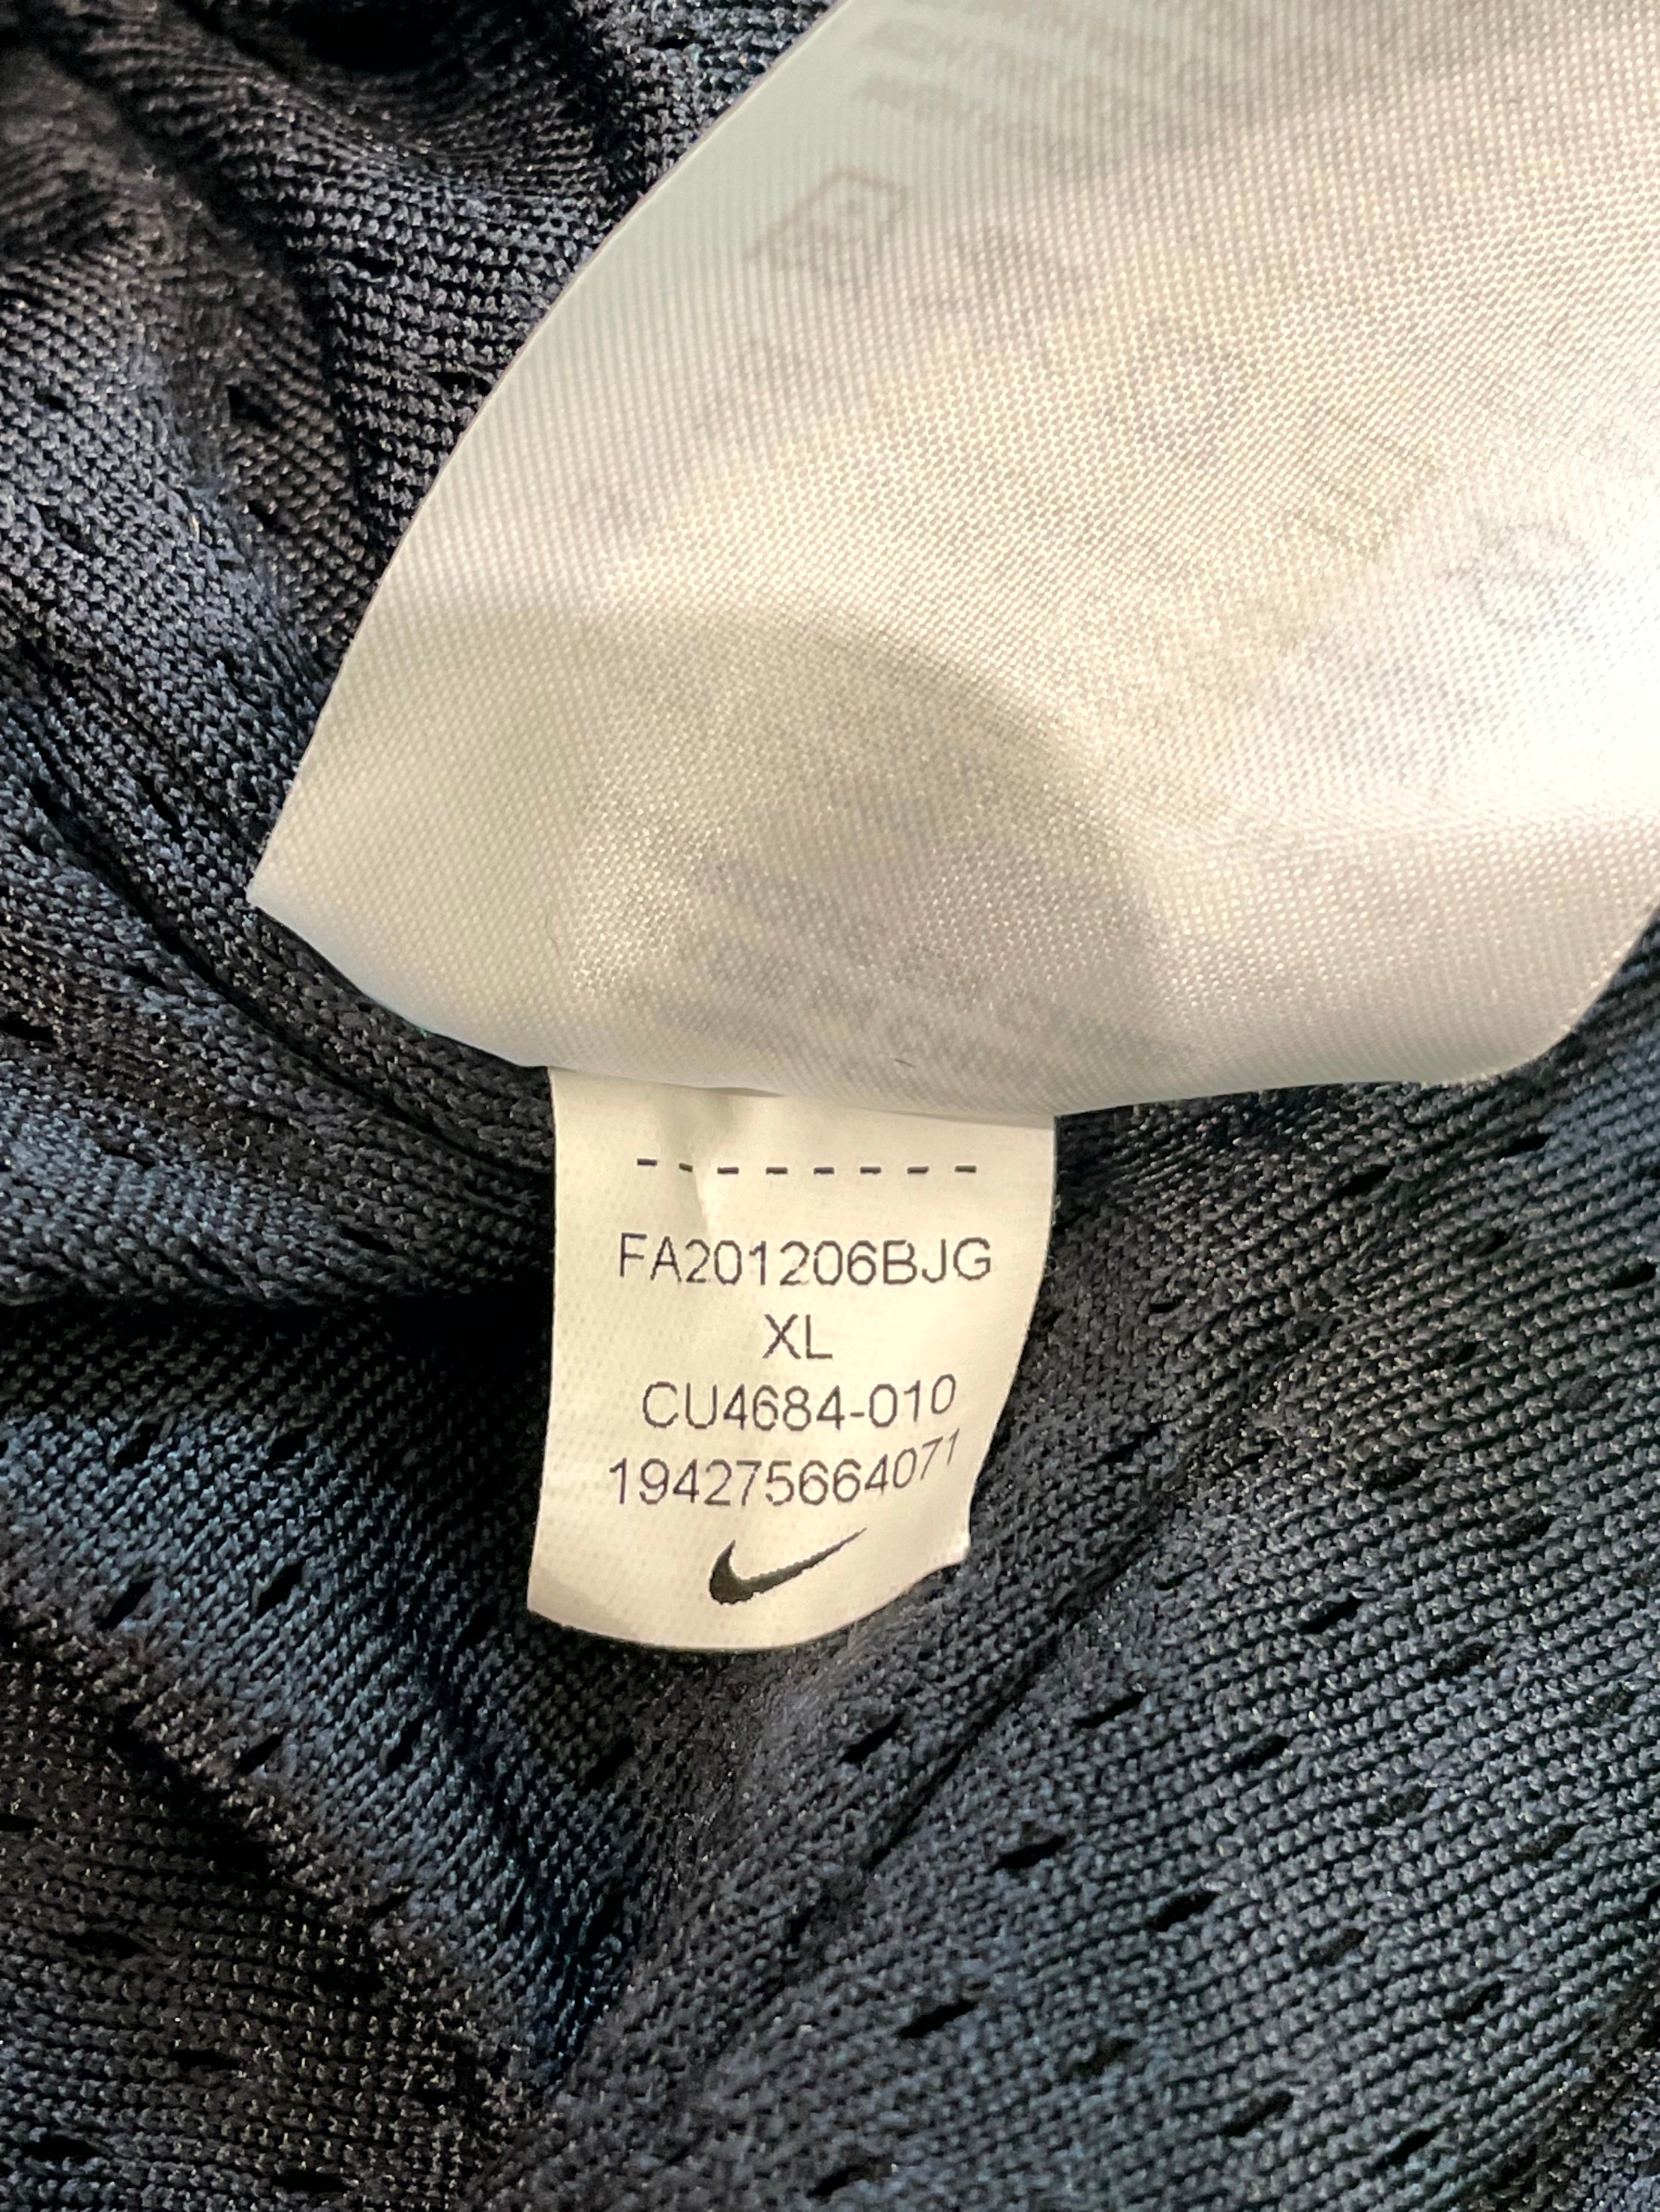 --------
FA201206BJG
XL
CU4684-010
194275664071